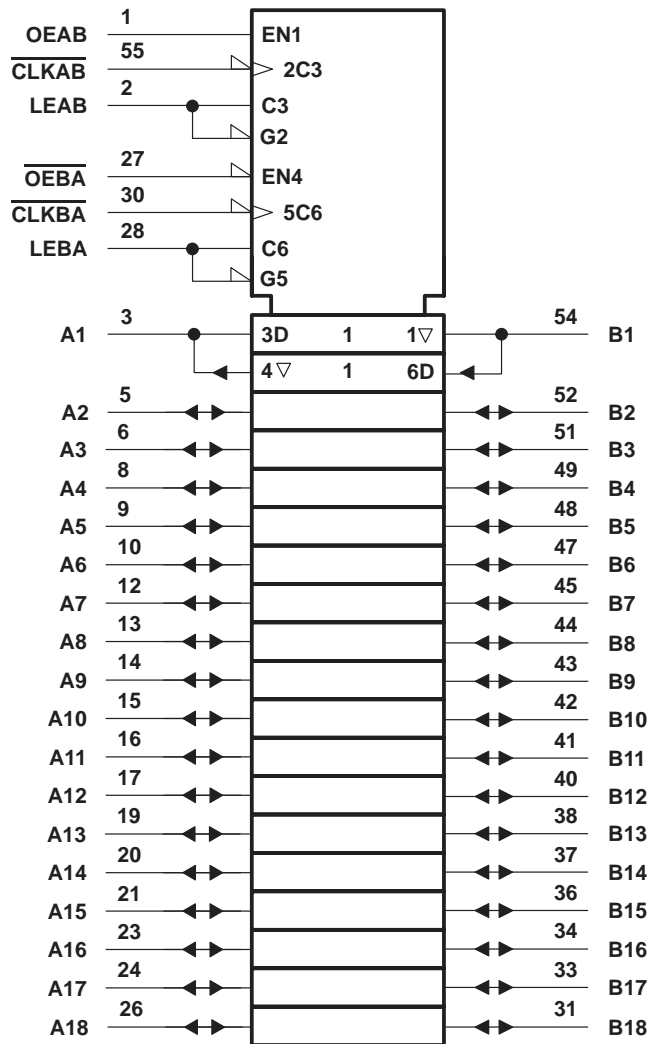 1
OEAB EN1
55
CLKAB 2C3
2
LEAB C3
G2
27
OEBA EN4
30
CLKBA 5C6
28
LEBA C6
G5
3 54
A1 3D 1 1▽ B1
4▽ 1 6D
5 52
A2 B2
6 51
A3 B3
8 49
A4 B4
9 48
A5 B5
10 47
A6 B6
12 45
A7 B7
13 44
A8 B8
14 43
A9 B9
15 42
A10 B10
16 41
A11 B11
17 40
A12 B12
19 38
A13 B13
20 37
A14 B14
21 36
A15 B15
23 34
A16 B16
24 33
A17 B17
26 31
A18 B18